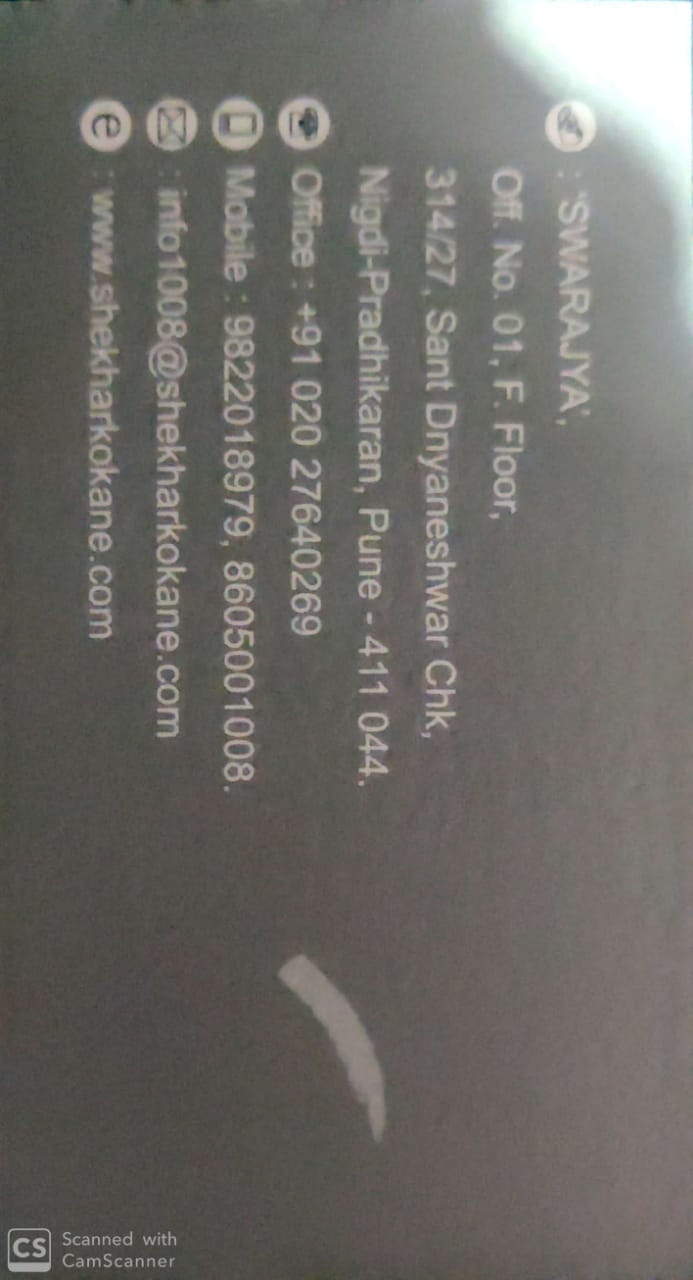 : 'SWARAJYA',
Off. No. 01, F. Floor,
314/27, Sant Dnyaneshwar Chk,
Nigdi-Pradhikaran, Pune - 411 044.
Office : +91 020 27640269
Mobile : 9822018979, 8605001008.
: info1008@shekharkokane.com
e : www.shekharkokane.com
CS Scanned with
CamScanner